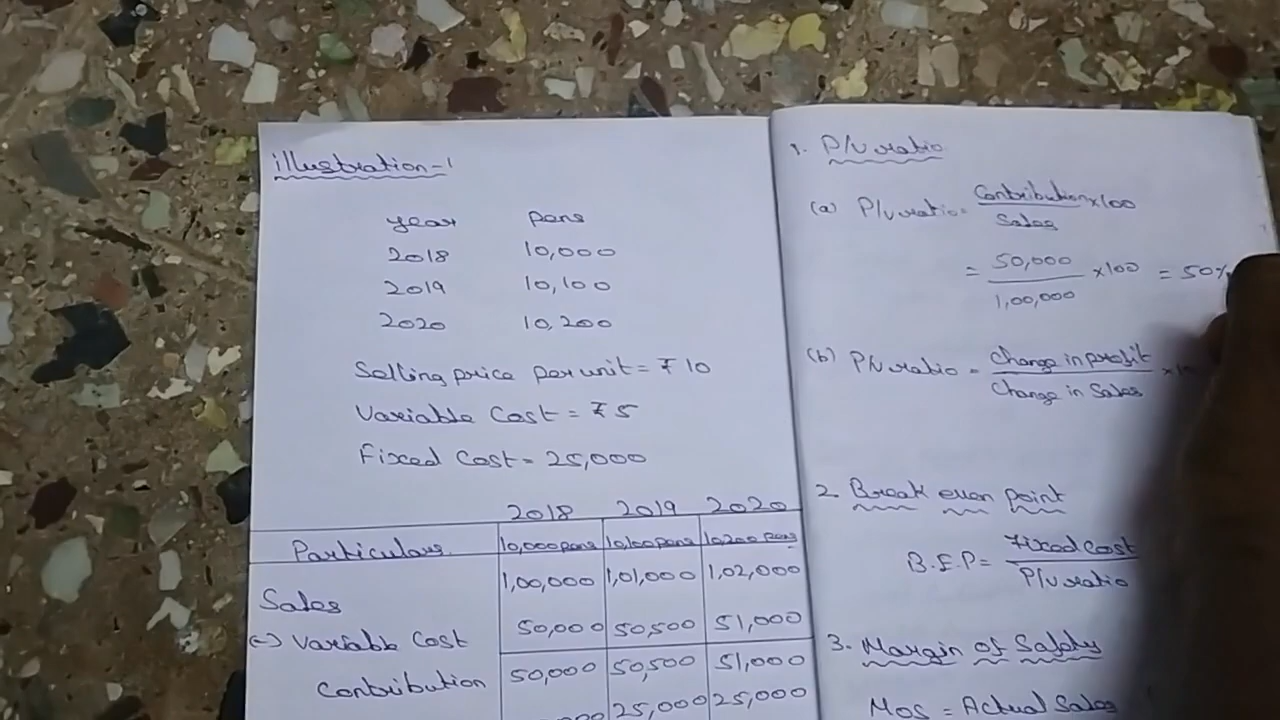 illustration-1
year pens
2018 10,000
2019 10,100
2020 10,200
Selling price per unit = ₹10
Variable Cost = ₹5
Fixed Cost = 25,000
2018 2019 2020
Particulars 10,000 pens 10,100 pens 10,200 pens
Sales 1,00,000 1,01,000 1,02,000
(-) Variable Cost 50,000 50,500 51,000
Contribution 50,000 50,500 51,000
25,000 25,000
1. P/V ratio
(a) P/V ratio = Contribution ×100
Sales
= 50,000 ×100 = 50%
1,00,000
(b) P/V ratio = Change in profit
Change in Sales
2. Break even point
B.E.P = Fixed Cost
P/V ratio
3. Margin of Safety
MOS = Actual Sales